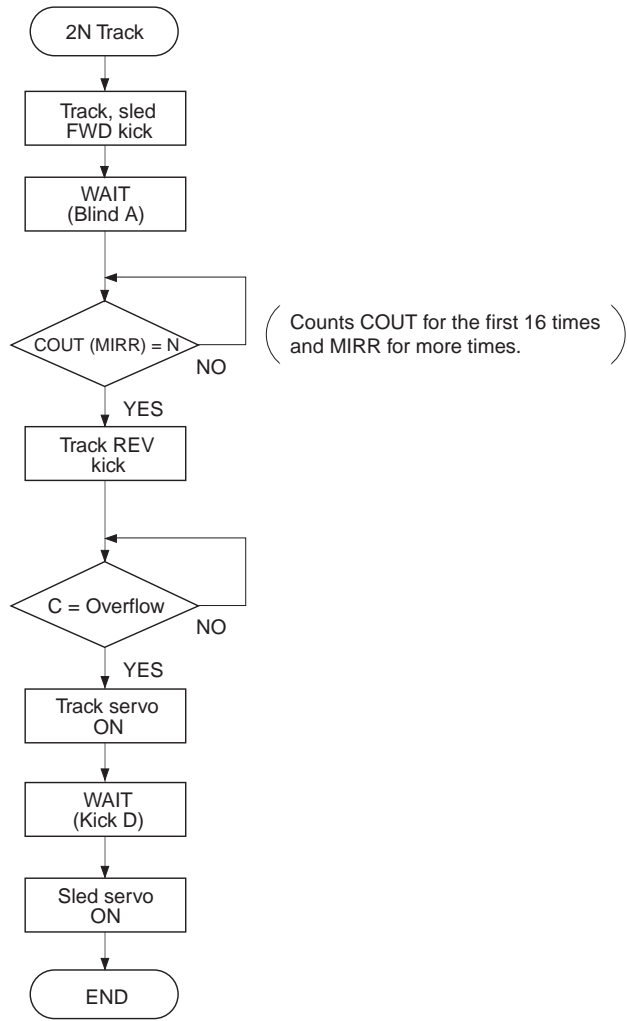 2N Track
Track, sled
FWD kick
WAIT
(Blind A)
COUT (MIRR) = N
NO
Counts COUT for the first 16 times
and MIRR for more times.
YES
Track REV
kick
C = Overflow
NO
YES
Track servo
ON
WAIT
(Kick D)
Sled servo
ON
END